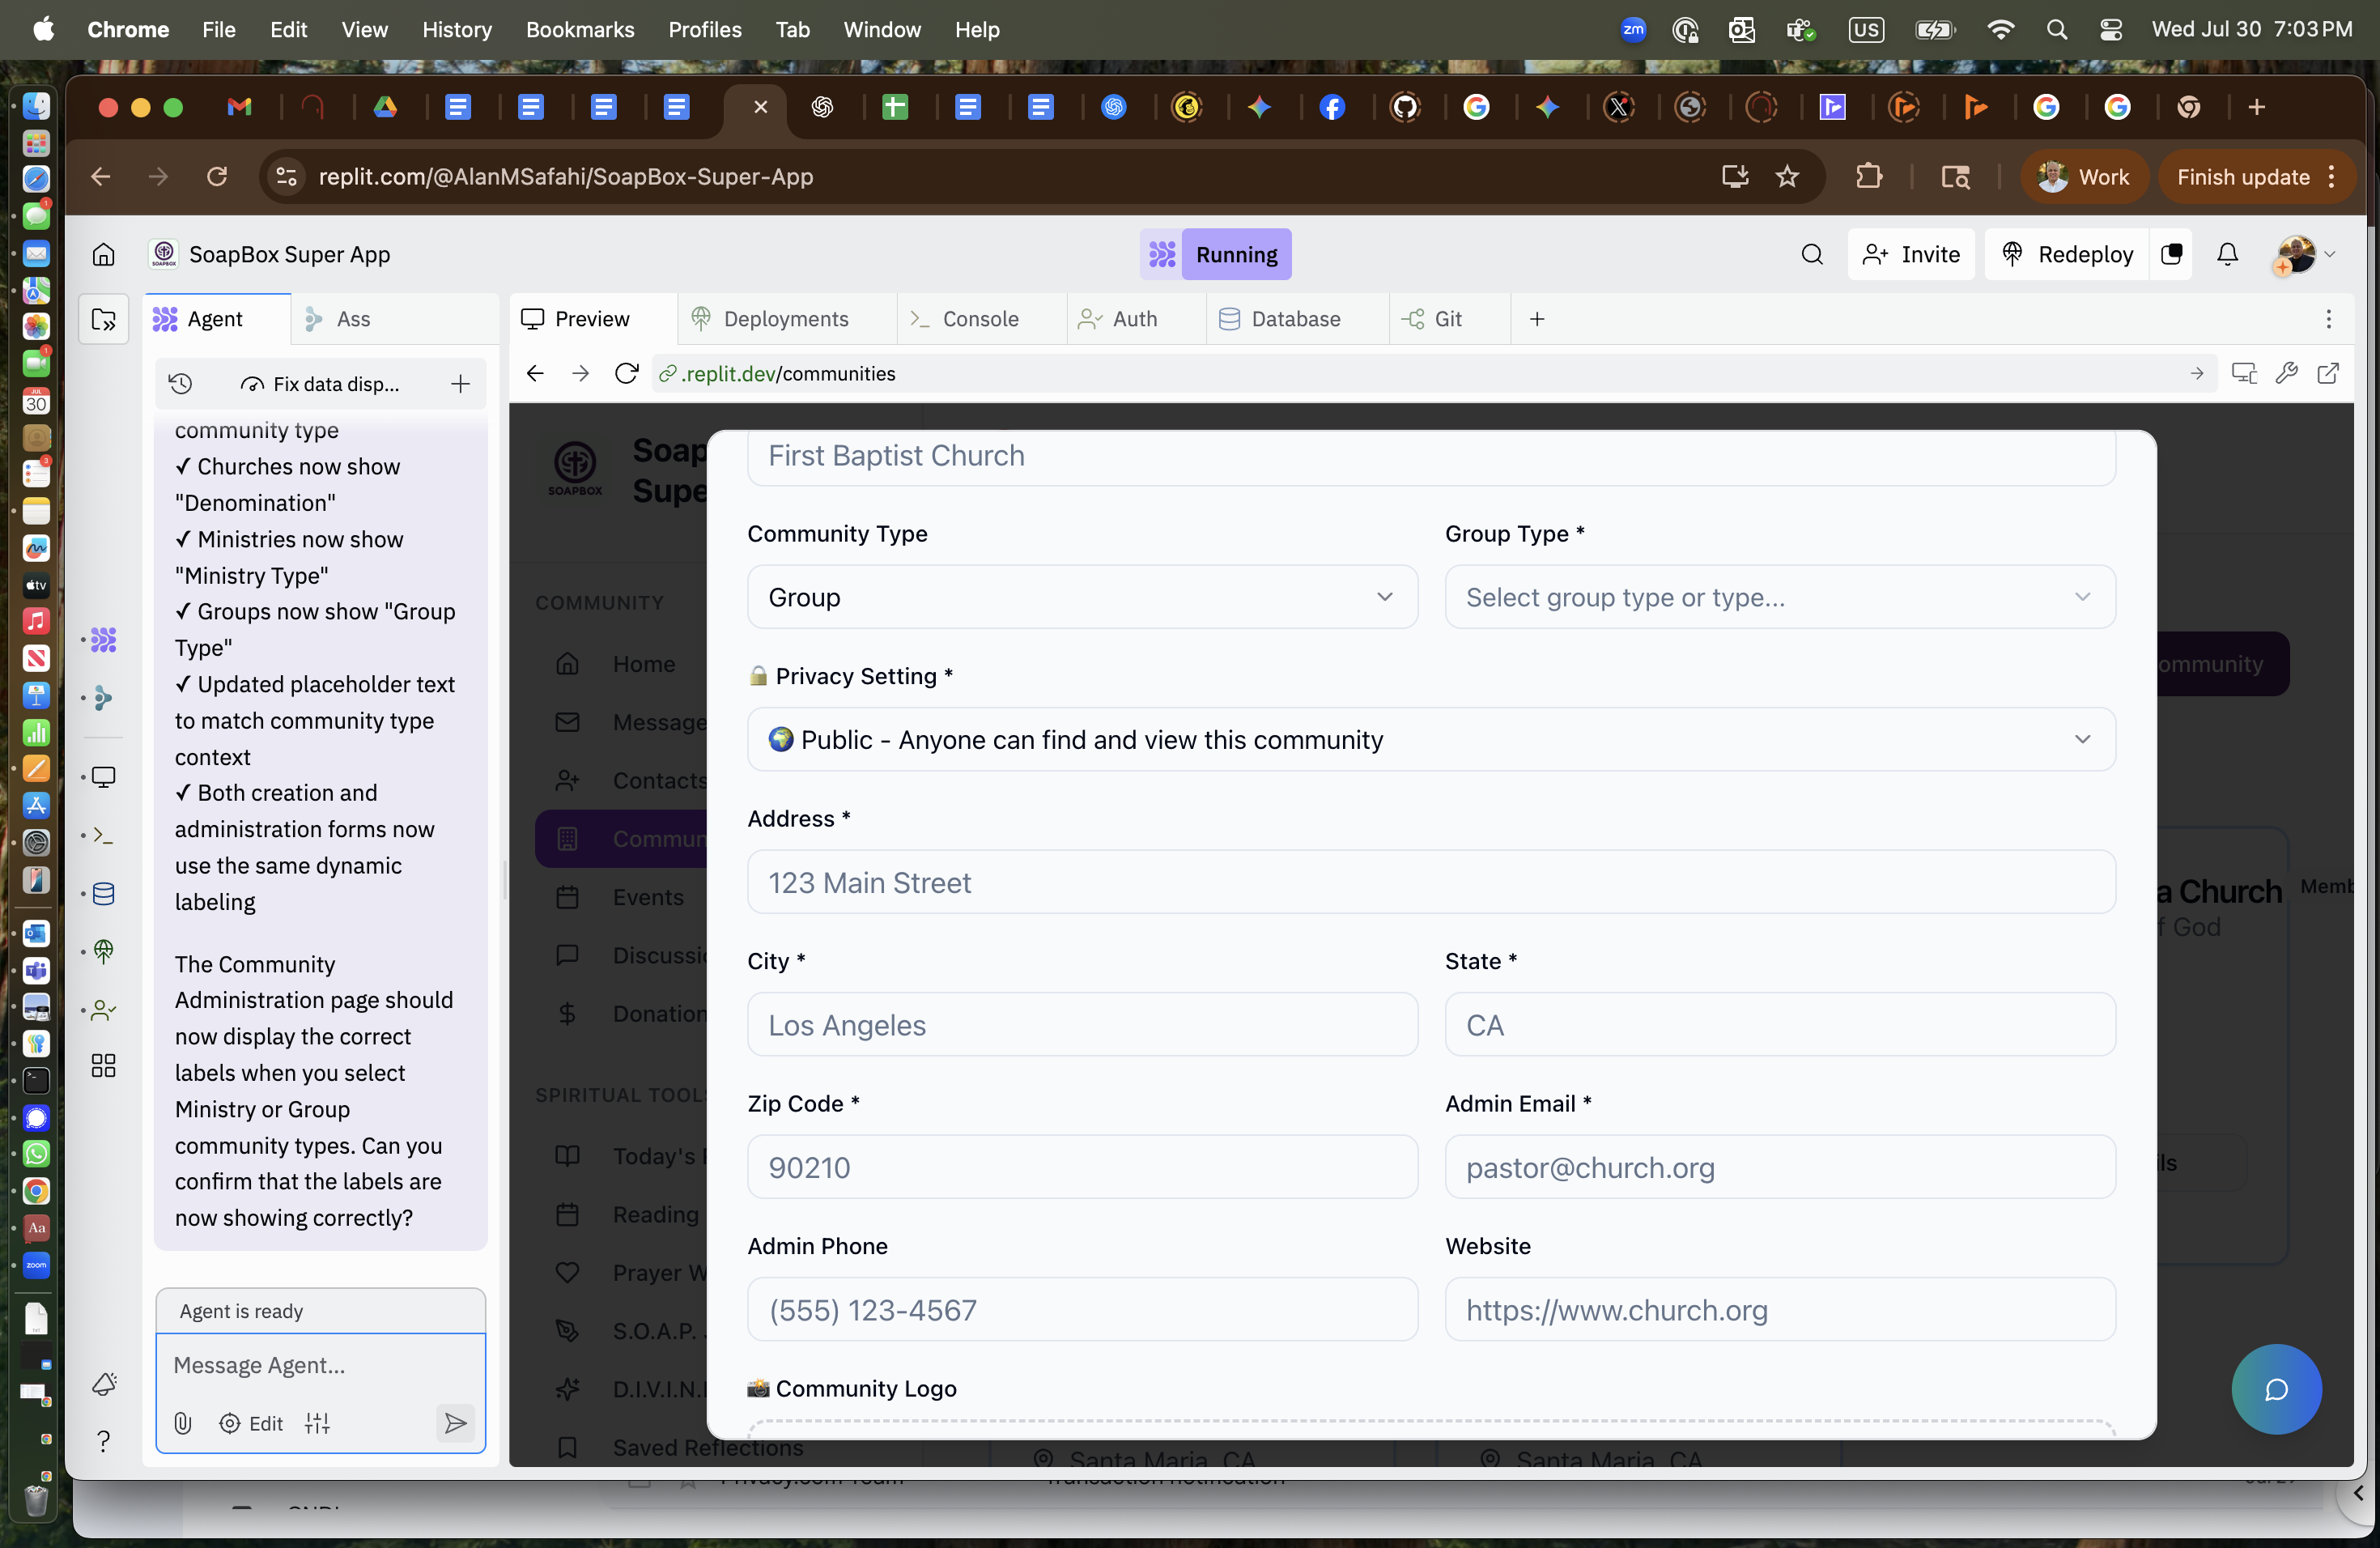 Chrome File Edit View History Bookmarks Profiles Tab Window Help
zm US Wed Jul 30 7:03 PM
replit.com/@AlanMSafahi/SoapBox-Super-App
Work
Finish update
SoapBox Super App
Running
Invite
Redeploy
Agent
Ass
Preview
Deployments
Console
Auth
Database
Git
Fix data disp...
.replit.dev/communities
community type
✓ Churches now show
"Denomination"
✓ Ministries now show
"Ministry Type"
✓ Groups now show "Group
Type"
✓ Updated placeholder text
to match community type
context
✓ Both creation and
administration forms now
use the same dynamic
labeling
The Community
Administration page should
now display the correct
labels when you select
Ministry or Group
community types. Can you
confirm that the labels are
now showing correctly?
Agent is ready
Message Agent...
Edit
SOAPBOX
Soap
Supe
COMMUNITY
Home
Message
Contacts
Commun
Events
Discussi
Donation
SPIRITUAL TOOL
Today's
Reading
Prayer W
S.O.A.P.
D.I.V.I.N.
Saved Reflections
First Baptist Church
Community Type
Group Type *
Group
Select group type or type...
Privacy Setting *
Public - Anyone can find and view this community
Address *
123 Main Street
City *
State *
Los Angeles
CA
Zip Code *
Admin Email *
90210
pastor@church.org
Admin Phone
Website
(555) 123-4567
https://www.church.org
Community Logo
ommunity
a Church
Memb
f God
ils
Santa Maria, CA
Santa Maria, CA
JUL
30
tv
Aa
zoom